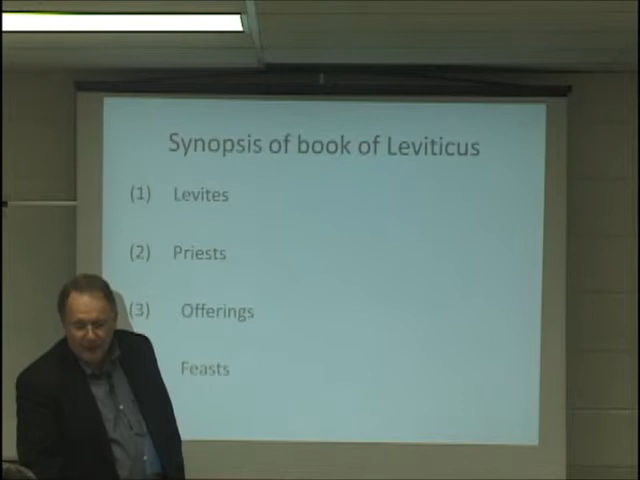 Synopsis of book of Leviticus
(1) Levites
(2) Priests
(3) Offerings
Feasts